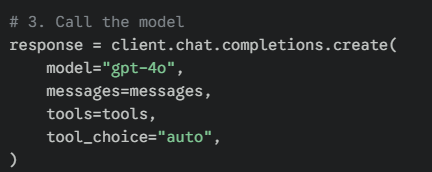 # 3. Call the model
response = client.chat.completions.create(
    model="gpt-4o",
    messages=messages,
    tools=tools,
    tool_choice="auto",
)